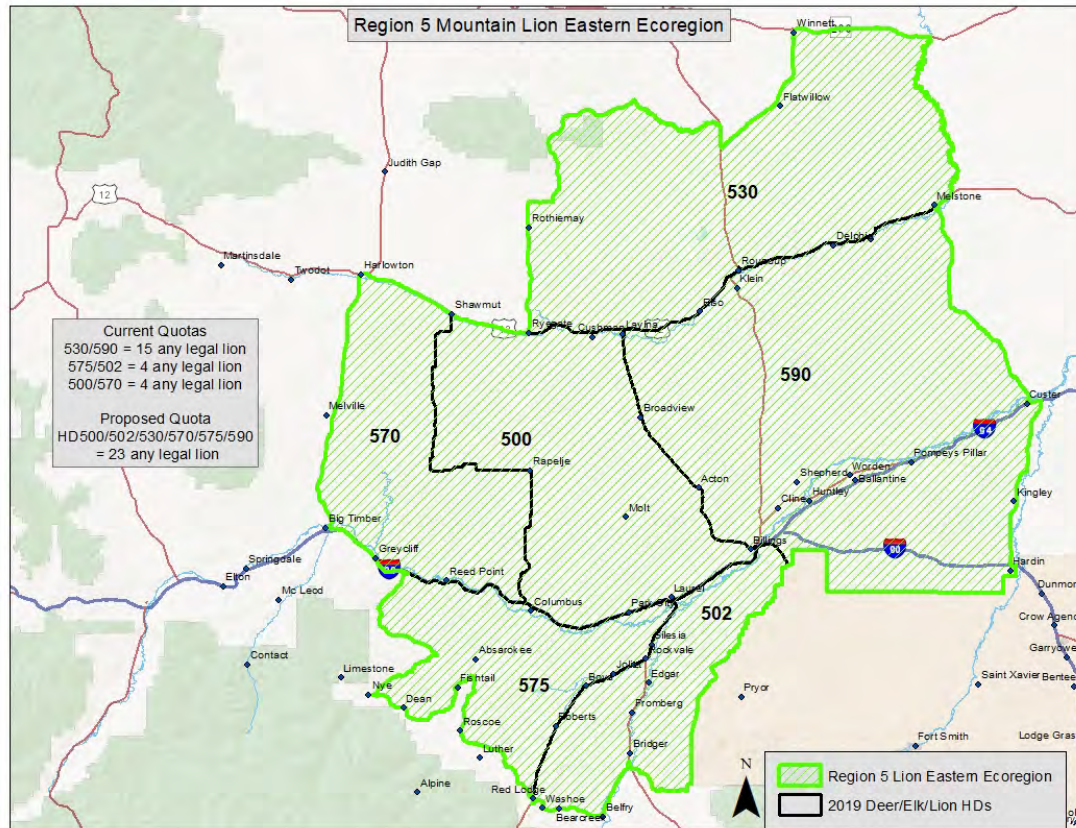 Region 5 Mountain Lion Eastern Ecoregion
Winnett
Flatwillow
Judith Gap
12
530
Melstone
Rothiemay
Delphia
Martinsdale
Harlowton
Roundup
Twodot
Klein
Shawmut
Ryegate
Cushman
Lavina
Current Quotas
530/590 = 15 any legal lion
575/502 = 4 any legal lion
500/570 = 4 any legal lion
Proposed Quota
HD500/502/530/570/575/590
= 23 any legal lion
590
Custer
Melville
Broadview
570
500
94
Rapelje
Pompeys Pillar
Shepherd
Worden
Ballantine
Acton
Huntley
Kingley
Cline
Molt
Big Timber
Billings
90
Greycliff
Springdale
Hardin
Reed Point
Elton
Mc Leod
Laurel
Dunmor
Columbus
Park City
502
Crow Agenc
Silesia
Rockvale
Garryowe
Absarokee
Contact
Joliet
Limestone
Boyd
Edgar
Bentee
Nye
Fishtail
575
Saint Xavier
Pryor
Dean
Fromberg
Roberts
Roscoe
Fort Smith
Lodge Gras
Bridger
Luther
N
Region 5 Lion Eastern Ecoregion
Alpine
Red Lodge
2019 Deer/Elk/Lion HDs
Washoe
Bearcreek
Belfry